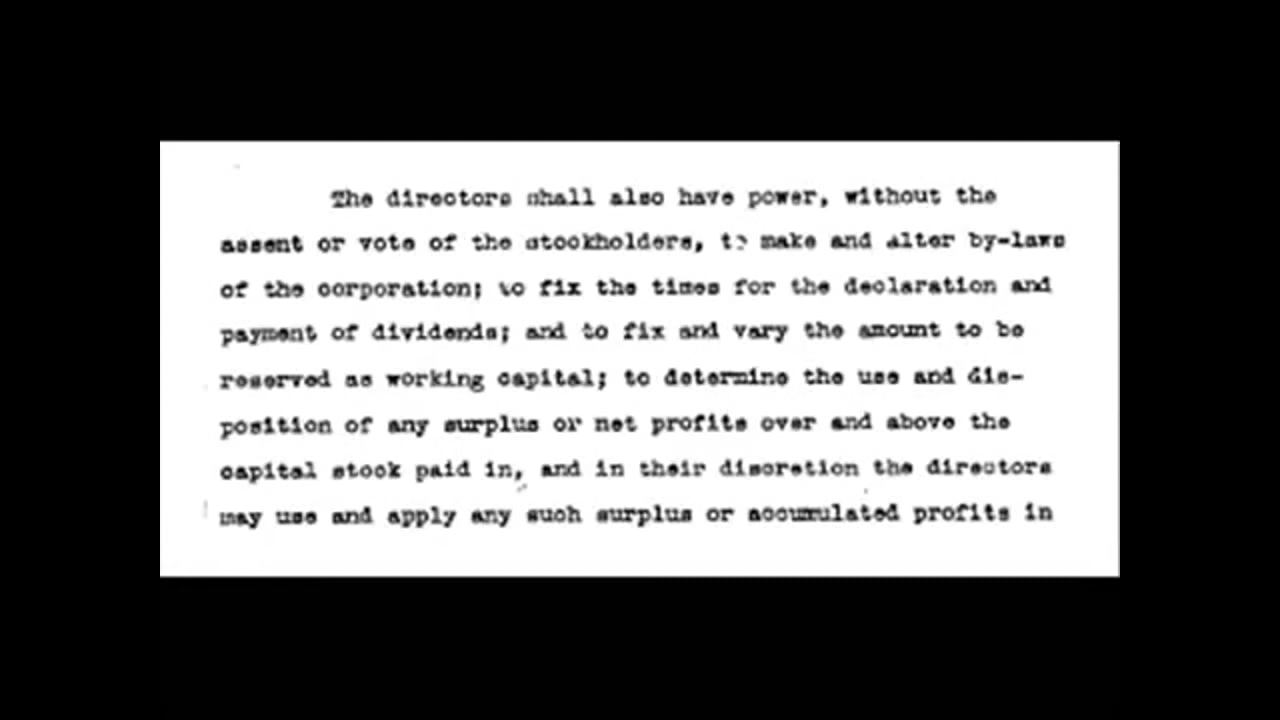 The directors shall also have power, without the
assent or vote of the stockholders, to make and alter by-laws
of the corporation; to fix the times for the declaration and
payment of dividends; and to fix and vary the amount to be
reserved as working capital; to determine the use and dis-
position of any surplus or net profits over and above the
capital stock paid in, and in their discretion the directors
may use and apply any such surplus or accumulated profits in